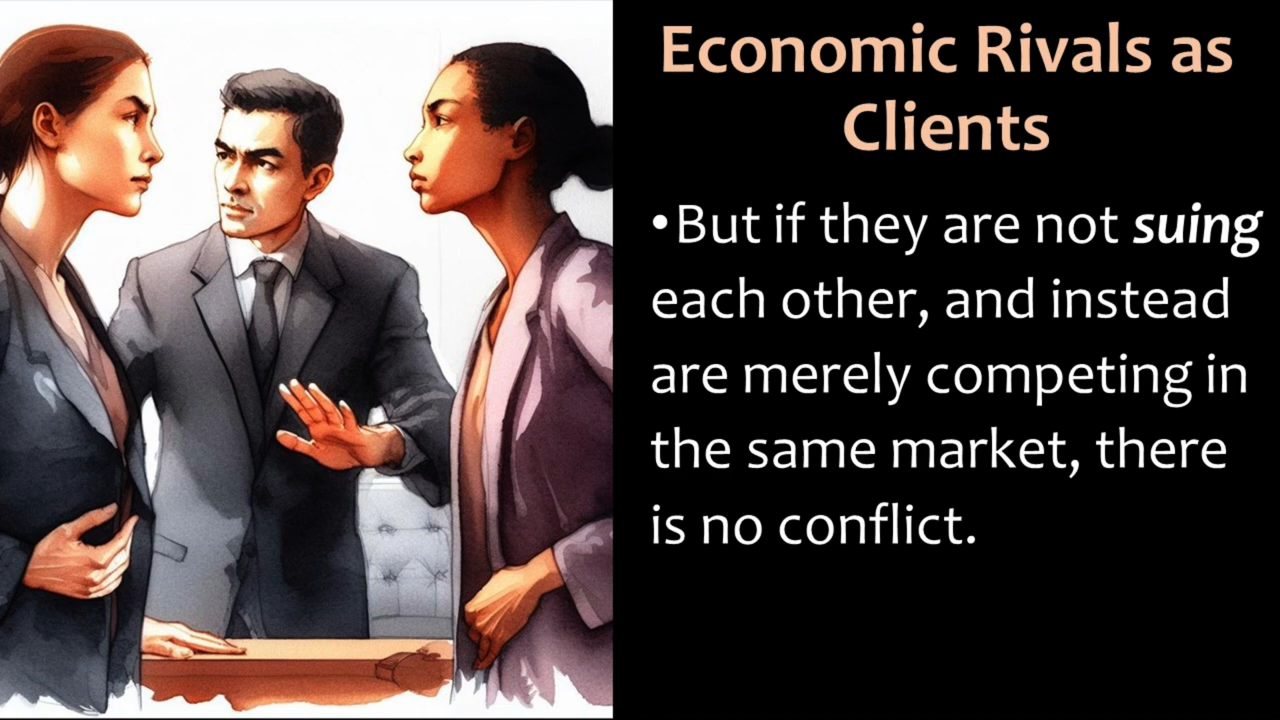 Economic Rivals as
Clients
•But if they are not suing
each other, and instead
are merely competing in
the same market, there
is no conflict.